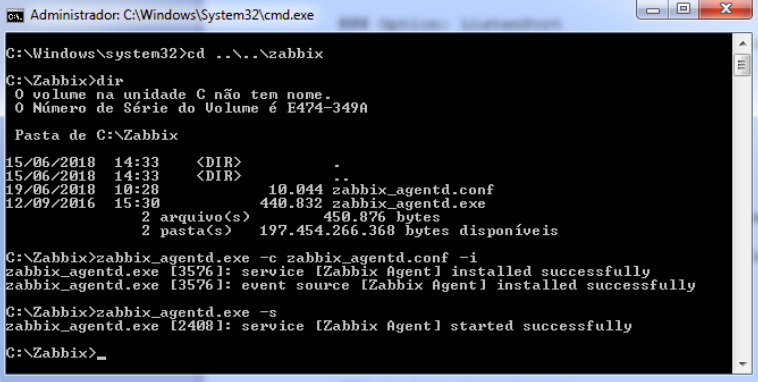 Administrador: C:\Windows\System32\cmd.exe
C:\Windows\system32>cd ..\..\zabbix
C:\Zabbix>dir
O volume na unidade C não tem nome.
O Número de Série do Volume é E474-349A
Pasta de C:\Zabbix
15/06/2018  14:33    <DIR>          .
15/06/2018  14:33    <DIR>          ..
19/06/2018  10:28            10.044 zabbix_agentd.conf
12/09/2016  15:30           440.832 zabbix_agentd.exe
2 arquivo(s)        450.876 bytes
2 pasta(s)   197.454.266.368 bytes disponíveis
C:\Zabbix>zabbix_agentd.exe -c zabbix_agentd.conf -i
zabbix_agentd.exe [3576]: service [Zabbix Agent] installed successfully
zabbix_agentd.exe [3576]: event source [Zabbix Agent] installed successfully
C:\Zabbix>zabbix_agentd.exe -s
zabbix_agentd.exe [2408]: service [Zabbix Agent] started successfully
C:\Zabbix>_